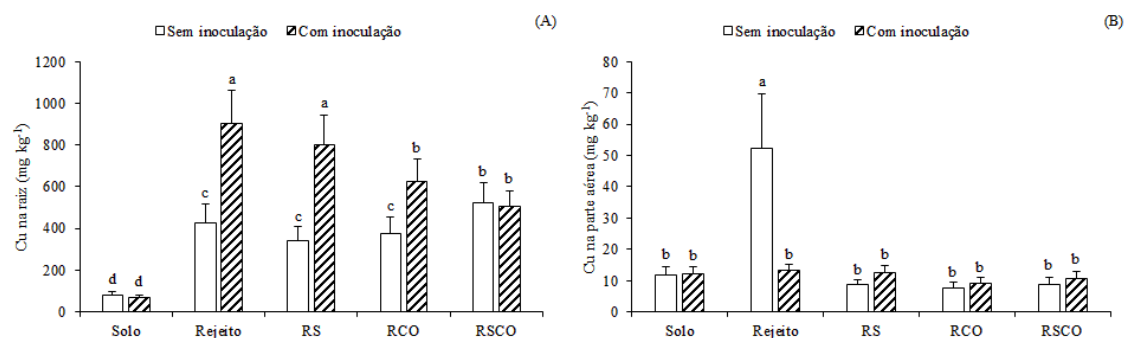 (A)
Sem inoculação Com inoculação
Cu na raiz (mg kg-1)
1200
1000
800
600
400
200
0
d d c a c a c b b b
Solo Rejeito RS RCO RSCO
(B)
Sem inoculação Com inoculação
Cu na parte aérea (mg kg-1)
80
70
60
50
40
30
20
10
0
b b a b b b b b b b
Solo Rejeito RS RCO RSCO